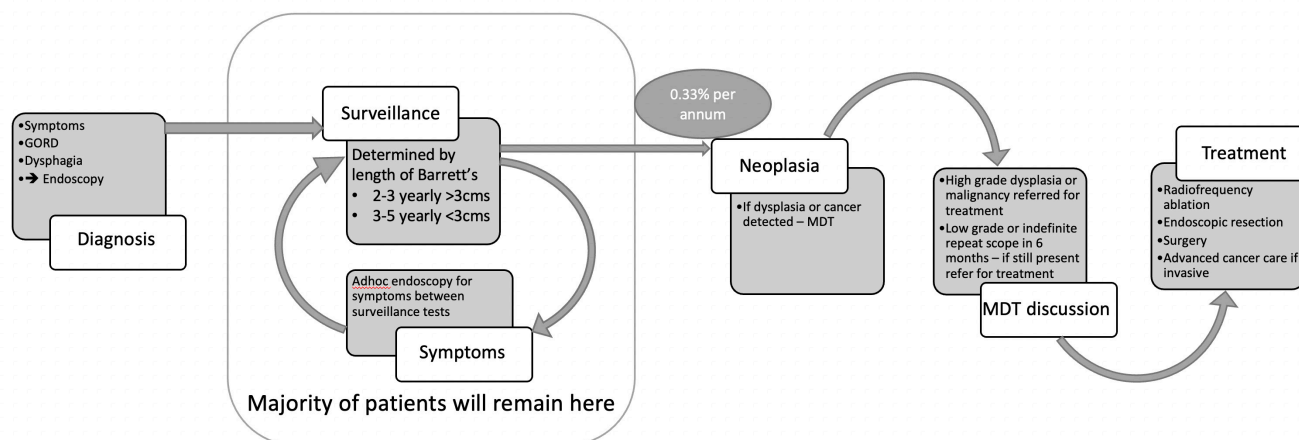 •Symptoms
•GORD
•Dysphagia
•➔ Endoscopy
Diagnosis
Surveillance
Determined by
length of Barrett's
• 2-3 yearly >3cms
• 3-5 yearly <3cms
Adhoc endoscopy for
symptoms between
surveillance tests
Symptoms
Majority of patients will remain here
0.33% per
annum
Neoplasia
•If dysplasia or cancer
detected – MDT
•High grade dysplasia or
malignancy referred for
treatment
•Low grade or indefinite
repeat scope in 6
months – if still present
refer for treatment
MDT discussion
Treatment
•Radiofrequency
ablation
•Endoscopic resection
•Surgery
•Advanced cancer care if
invasive